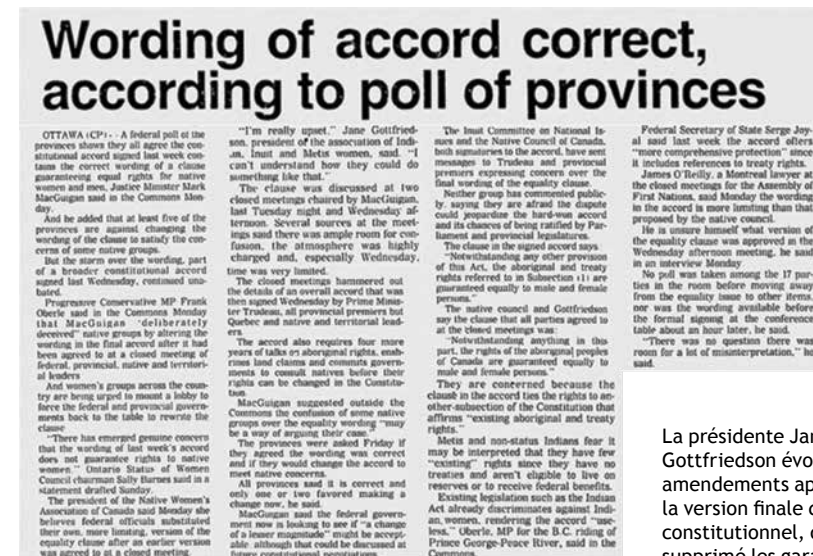 Wording of accord correct,
according to poll of provinces
OTTAWA (CP) - A federal poll of the
provinces shows they all agree the con-
stitutional accord signed last week con-
tains the correct wording of a clause
guaranteeing equal rights for native
women and men, Justice Minister Mark
MacGuigan said in the Commons Mon-
day.
And he added that at least five of the
provinces are against changing the
wording of the clause to satisfy the con-
cerns of some native groups.
But the storm over the wording, part
of a broader constitutional accord
signed last Wednesday, continued una-
bated.
Progressive Conservative MP Frank
Oberle said in the Commons Monday
that MacGuigan "deliberately
deceived" native groups by altering the
wording in the final accord after it had
been agreed to at a closed meeting of
federal, provincial, native and territori-
al leaders
And women's groups across the coun-
try are being urged to mount a lobby to
force the federal and provincial govern-
ments back to the table to rewrite the
clause
"There has emerged genuine concern
that the wording of last week's accord
does not guarantee rights to native
women." Ontario Status of Women
Council chairman Sally Barnes said in a
statement drafted Sunday.
The president of the Native Women's
Association of Canada said Monday she
believes federal officials substituted
their own, more limiting, version of the
equality clause after an earlier version
was agreed to at a closed meeting.
"I'm really upset," Jane Gottfried-
son, president of the association of Indi-
an, Inuit and Metis women, said. "I
can't understand how they could do
something like that."
The clause was discussed at two
closed meetings chaired by MacGuigan,
last Tuesday night and Wednesday af-
ternoon. Several sources at the meet-
ings said there was ample room for con-
fusion, the atmosphere was highly
charged and, especially Wednesday,
time was very limited.
The closed meetings hammered out
the details of an overall accord that was
then signed Wednesday by Prime Minis-
ter Trudeau, all provincial premiers but
Quebec and native and territorial lead-
ers.
The accord also requires four more
years of talks on aboriginal rights, ensh-
rines land claims and commits govern-
ments to consult natives before their
rights can be changed in the Constitu-
tion.
MacGuigan suggested outside the
Commons the confusion of some native
groups over the equality wording "may
be a way of arguing their case."
The provinces were asked Friday if
they agreed the wording was correct
and if they would change the accord to
meet native concerns.
All provinces said it is correct and
only one or two favored making a
change now, he said.
MacGuigan said the federal govern-
ment now is looking to see if "a change
of a lesser magnitude" might be accept-
able although that could be discussed at
future constitutional negotiations
The Inuit Committee on National Is-
sues and the Native Council of Canada,
both signatories to the accord, have sent
messages to Trudeau and provincial
premiers expressing concern over the
final wording of the equality clause.
Neither group has commented public-
ly, saying they are afraid the dispute
could jeopardize the hard-won accord
and its chances of being ratified by Par-
liament and provincial legislatures.
The clause in the signed accord says
"Notwithstanding any other provision
of this Act, the aboriginal and treaty
rights referred to in Subsection (1) are
guaranteed equally to male and female
persons."
The native council and Gottfriedson
say the clause that all parties agreed to
at the closed meetings was:
"Notwithstanding anything in this
part, the rights of the aboriginal peoples
of Canada are guaranteed equally to
male and female persons."
They are concerned because the
clause in the accord ties the rights to an-
other subsection of the Constitution that
affirms "existing aboriginal and treaty
rights."
Metis and non-status Indians fear it
may be interpreted that they have few
"existing" rights since they have no
treaties and aren't eligible to live on
reserves or to receive federal benefits.
Existing legislation such as the Indian
Act already discriminates against Indi-
an women, rendering the accord "use-
less," Oberle, MP for the B.C. riding of
Prince George-Peace River, said in the
Commons.
Federal Secretary of State Serge Joy-
al said last week the accord offers
"more comprehensive protection" since
it includes references to treaty rights.
James O'Reilly, a Montreal lawyer at
the closed meetings for the Assembly of
First Nations, said Monday the wording
in the accord is more limiting than that
proposed by the native council.
He is unsure himself what version of
the equality clause was approved in the
Wednesday afternoon meeting, he said
in an interview Monday
No poll was taken among the 17 par-
ties in the room before moving away
from the equality issue to other items,
nor was the wording available before
the formal signing at the conference
table about an hour later, he said.
"There was no question there was
room for a lot of misinterpretation," he
said.
La présidente Jan
Gottfriedson évo
amendements ap
la version finale d
constitutionnel, o
supprimé les gara